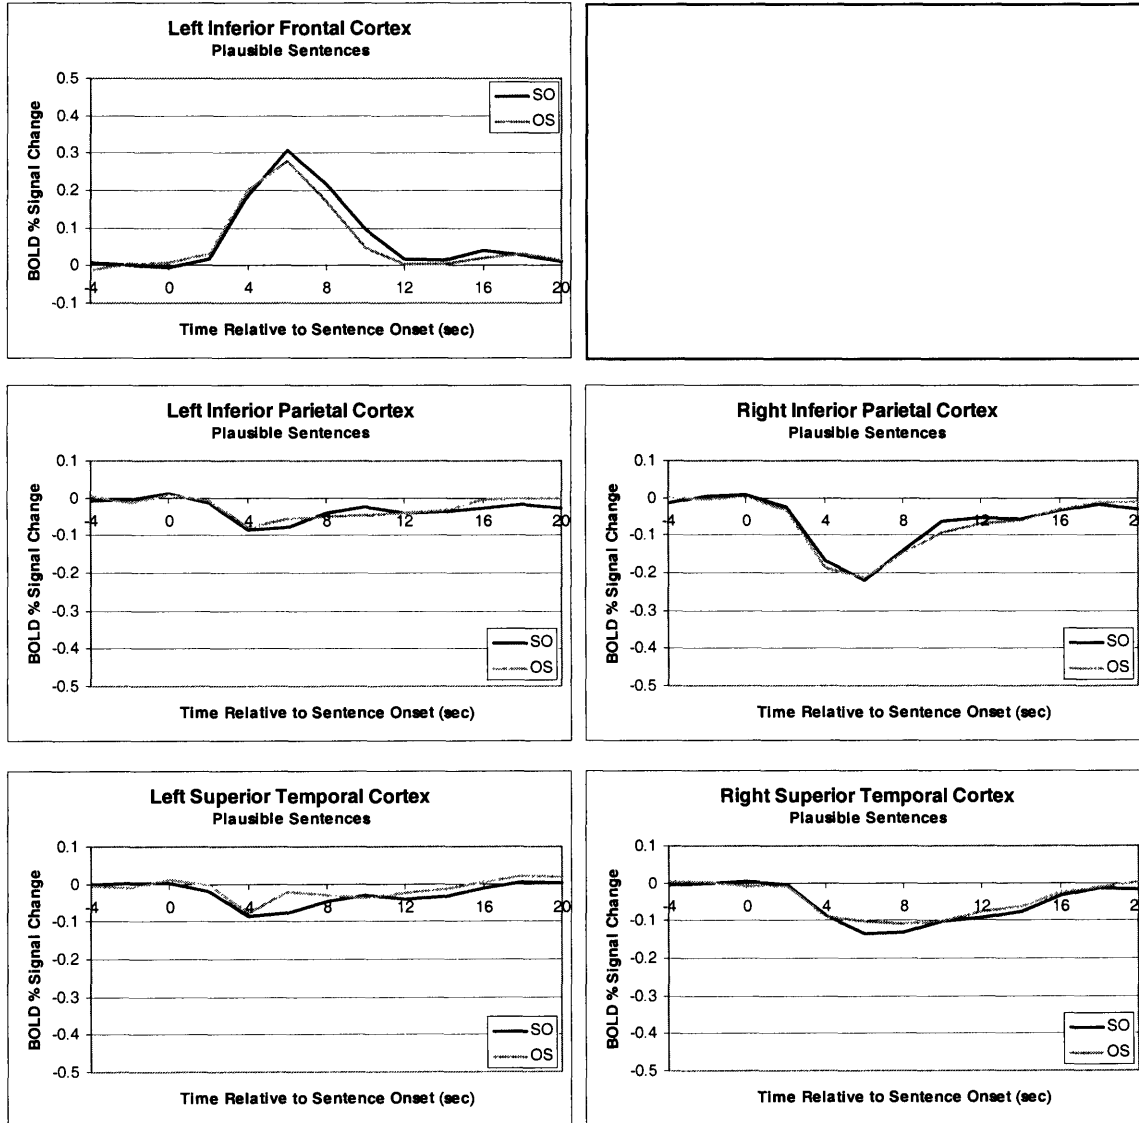 Left Inferior Frontal Cortex
Plausible Sentences
BOLD % Signal Change
0.5
0.4
0.3
0.2
0.1
0
-0.1
-4 0 4 8 12 16 20
SO
OS
Time Relative to Sentence Onset (sec)
Left Inferior Parietal Cortex
Plausible Sentences
BOLD % Signal Change
0.1
0
-0.1
-0.2
-0.3
-0.4
-0.5
-4 0 4 8 12 16 20
SO
OS
Time Relative to Sentence Onset (sec)
Right Inferior Parietal Cortex
Plausible Sentences
BOLD % Signal Change
0.1
0
-0.1
-0.2
-0.3
-0.4
-0.5
-4 0 4 8 12 16 20
SO
OS
Time Relative to Sentence Onset (sec)
Left Superior Temporal Cortex
Plausible Sentences
BOLD % Signal Change
0.1
0
-0.1
-0.2
-0.3
-0.4
-0.5
-4 0 4 8 12 16 20
SO
OS
Time Relative to Sentence Onset (sec)
Right Superior Temporal Cortex
Plausible Sentences
BOLD % Signal Change
0.1
0
-0.1
-0.2
-0.3
-0.4
-0.5
-4 0 4 8 12 16 20
SO
OS
Time Relative to Sentence Onset (sec)